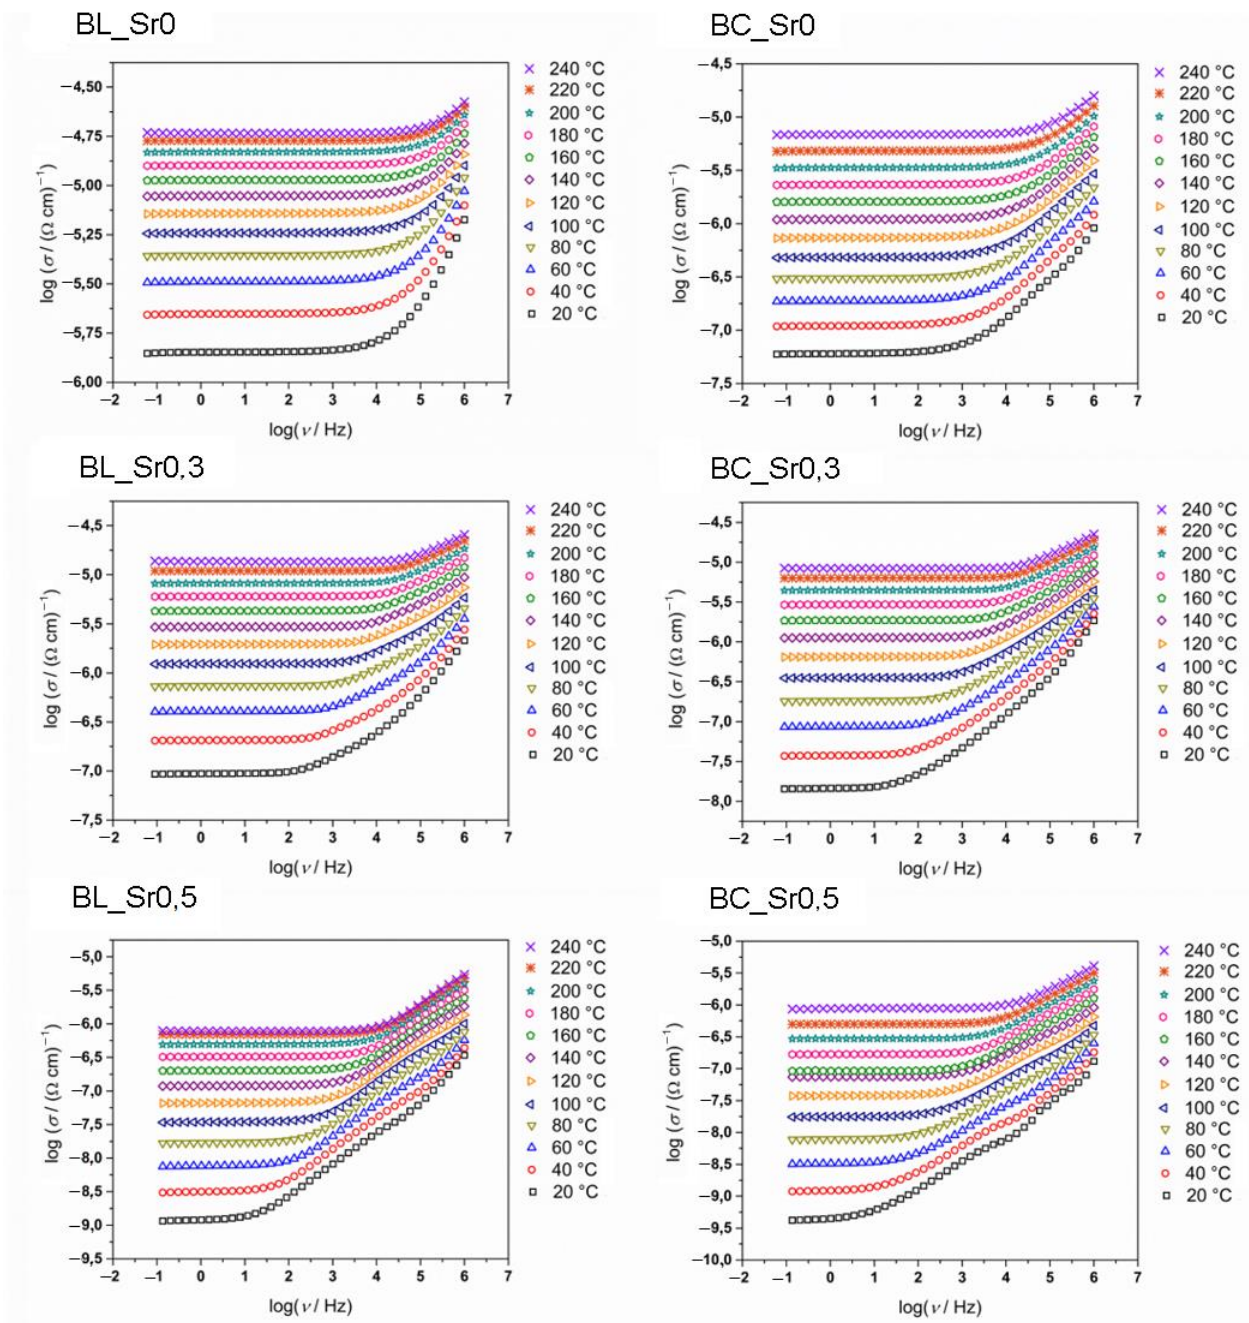 BL_Sr0
−4,50
−4,75
−5,00
−5,25
−5,50
−5,75
−6,00
log (σ / (Ω cm)⁻¹)
−2 −1 0 1 2 3 4 5 6 7
log(ν / Hz)
240 °C
220 °C
200 °C
180 °C
160 °C
140 °C
120 °C
100 °C
80 °C
60 °C
40 °C
20 °C
BC_Sr0
−4,5
−5,0
−5,5
−6,0
−6,5
−7,0
−7,5
log (σ / (Ω cm)⁻¹)
−2 −1 0 1 2 3 4 5 6 7
log(ν / Hz)
240 °C
220 °C
200 °C
180 °C
160 °C
140 °C
120 °C
100 °C
80 °C
60 °C
40 °C
20 °C
BL_Sr0,3
−4,5
−5,0
−5,5
−6,0
−6,5
−7,0
−7,5
log (σ / (Ω cm)⁻¹)
−2 −1 0 1 2 3 4 5 6 7
log(ν / Hz)
240 °C
220 °C
200 °C
180 °C
160 °C
140 °C
120 °C
100 °C
80 °C
60 °C
40 °C
20 °C
BC_Sr0,3
−4,5
−5,0
−5,5
−6,0
−6,5
−7,0
−7,5
−8,0
log (σ / (Ω cm)⁻¹)
−2 −1 0 1 2 3 4 5 6 7
log(ν / Hz)
240 °C
220 °C
200 °C
180 °C
160 °C
140 °C
120 °C
100 °C
80 °C
60 °C
40 °C
20 °C
BL_Sr0,5
−5,0
−5,5
−6,0
−6,5
−7,0
−7,5
−8,0
−8,5
−9,0
−9,5
log (σ / (Ω cm)⁻¹)
−2 −1 0 1 2 3 4 5 6 7
log(ν / Hz)
240 °C
220 °C
200 °C
180 °C
160 °C
140 °C
120 °C
100 °C
80 °C
60 °C
40 °C
20 °C
BC_Sr0,5
−5,0
−5,5
−6,0
−6,5
−7,0
−7,5
−8,0
−8,5
−9,0
−9,5
−10,0
log (σ / (Ω cm)⁻¹)
−2 −1 0 1 2 3 4 5 6 7
log(ν / Hz)
240 °C
220 °C
200 °C
180 °C
160 °C
140 °C
120 °C
100 °C
80 °C
60 °C
40 °C
20 °C